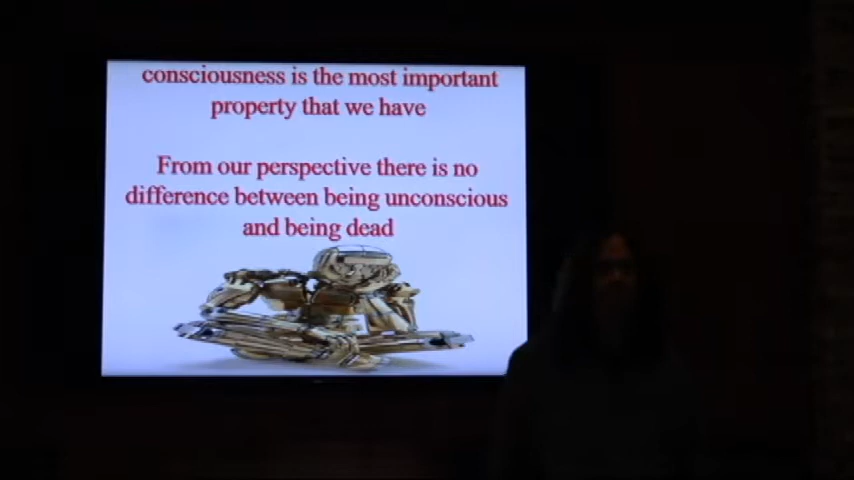 consciousness is the most important
property that we have
From our perspective there is no
difference between being unconscious
and being dead